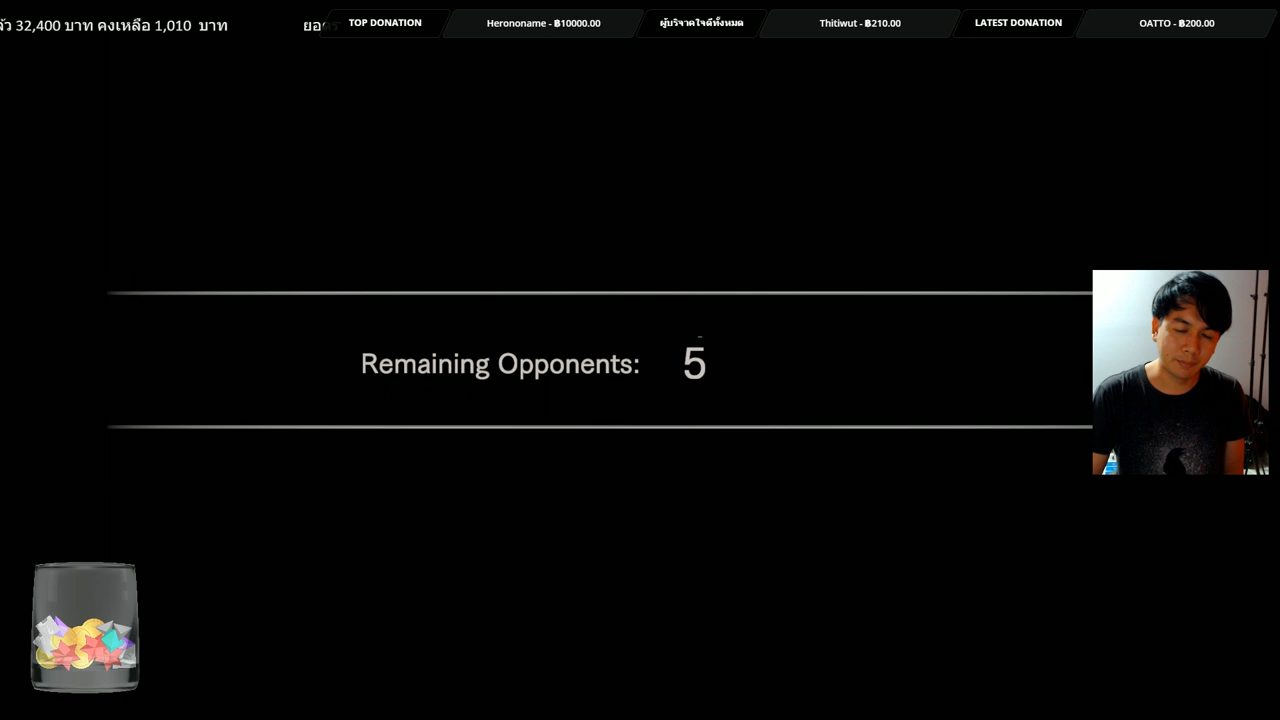 32,400 บาท คงเหลือ 1,010 บาท
TOP DONATION
Herononame - ฿10000.00
ผู้บริจาคใจดีทั้งหมด
Thitiwut - ฿210.00
LATEST DONATION
OATTO - ฿200.00
Remaining Opponents: 5